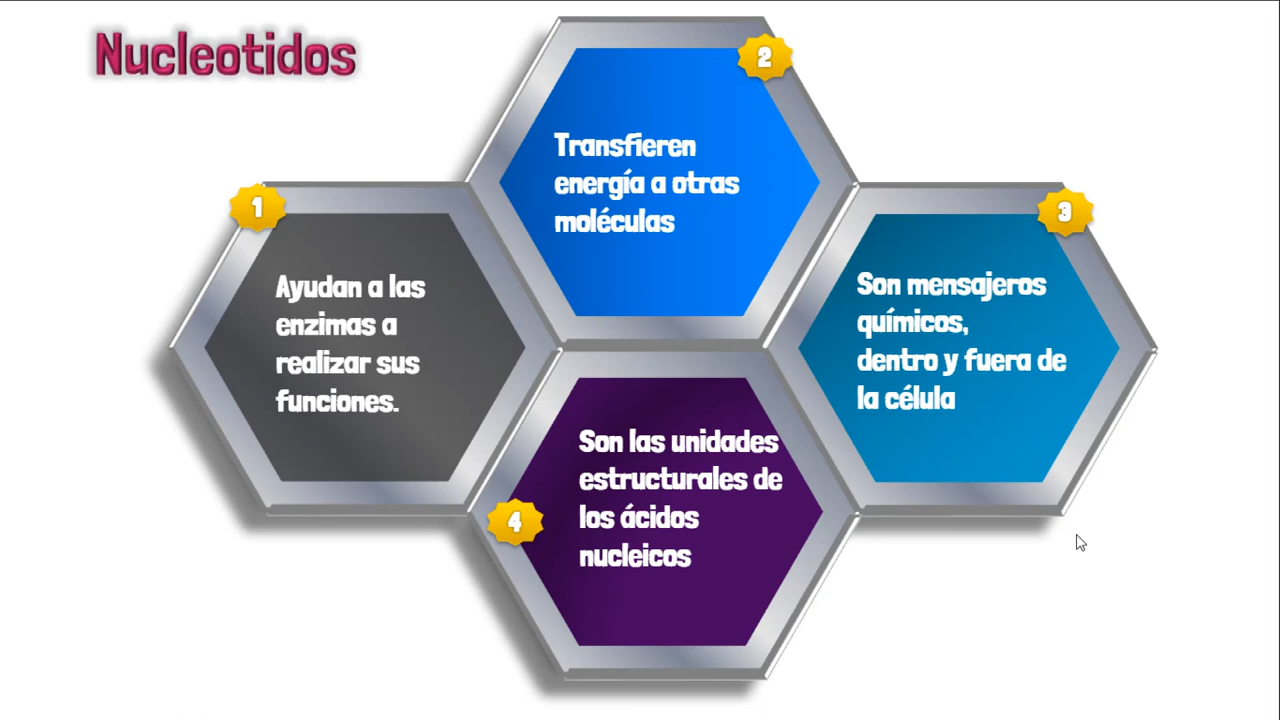 Nucleotidos
1
Ayudan a las
enzimas a
realizar sus
funciones.
2
Transfieren
energía a otras
moléculas
3
Son mensajeros
químicos,
dentro y fuera de
la célula
4
Son las unidades
estructurales de
los ácidos
nucleicos